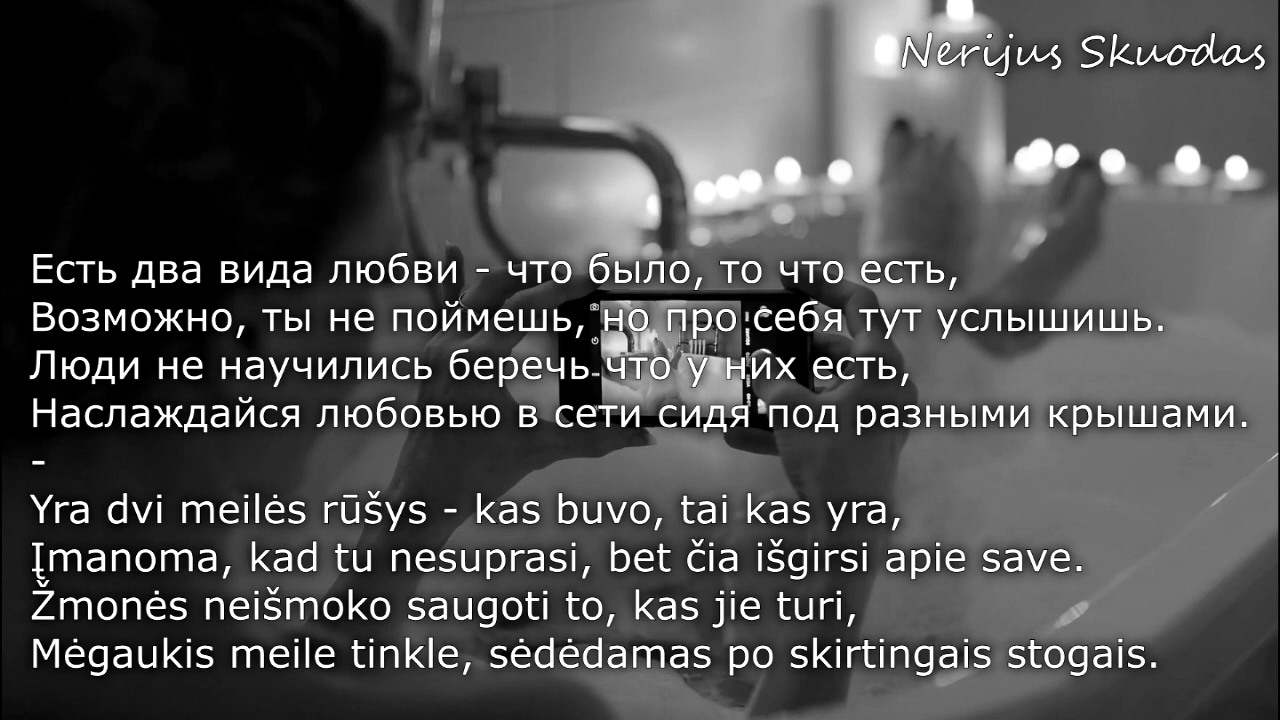 Nerijus Skuodas
Есть два вида любви - что было, то что есть,
Возможно, ты не поймешь, но про себя тут услышишь.
Люди не научились беречь что у них есть,
Наслаждайся любовью в сети сидя под разными крышами.
-
Yra dvi meilės rūšys - kas buvo, tai kas yra,
Įmanoma, kad tu nesuprasi, bet čia išgirsi apie save.
Žmonės neišmoko saugoti to, kas jie turi,
Mėgaukis meile tinkle, sėdėdamas po skirtingais stogais.